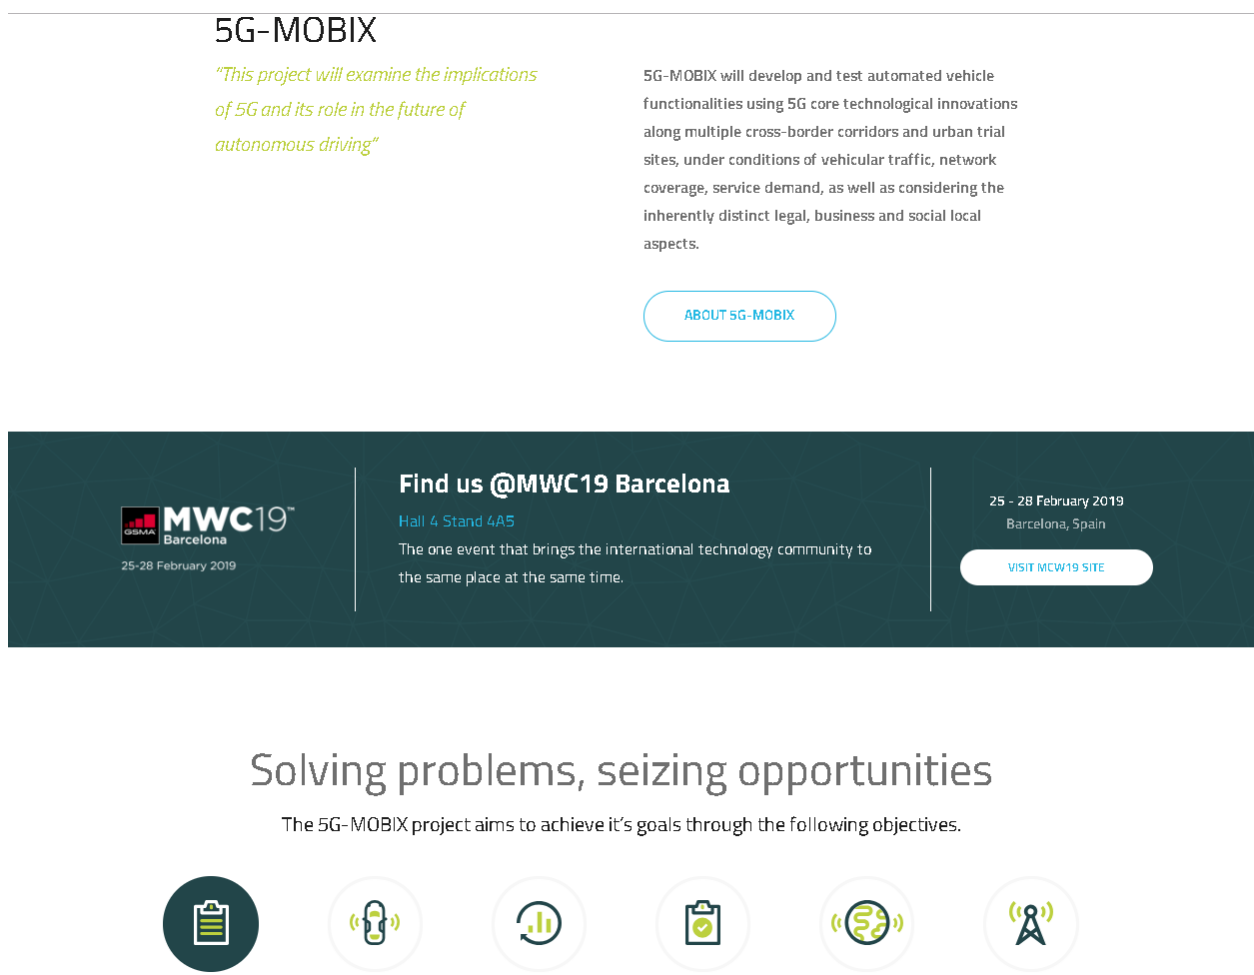 5G-MOBIX
"This project will examine the implications
of 5G and its role in the future of
autonomous driving"
5G-MOBIX will develop and test automated vehicle
functionalities using 5G core technological innovations
along multiple cross-border corridors and urban trial
sites, under conditions of vehicular traffic, network
coverage, service demand, as well as considering the
inherently distinct legal, business and social local
aspects.
ABOUT 5G-MOBIX
GSMA
MWC19™
Barcelona
25-28 February 2019
Find us @MWC19 Barcelona
Hall 4 Stand 4A5
The one event that brings the international technology community to
the same place at the same time.
25 - 28 February 2019
Barcelona, Spain
VISIT MCW19 SITE
Solving problems, seizing opportunities
The 5G-MOBIX project aims to achieve it's goals through the following objectives.